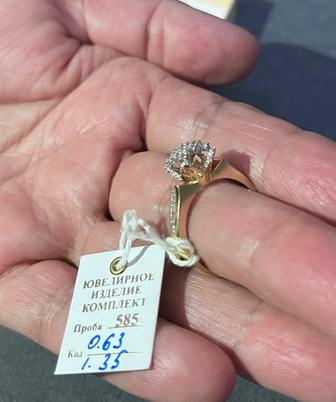 ЮВЕЛИРНОЕ
ИЗДЕЛИЕ
КОМПЛЕКТ
Проба 585
Код 0.63
1.35